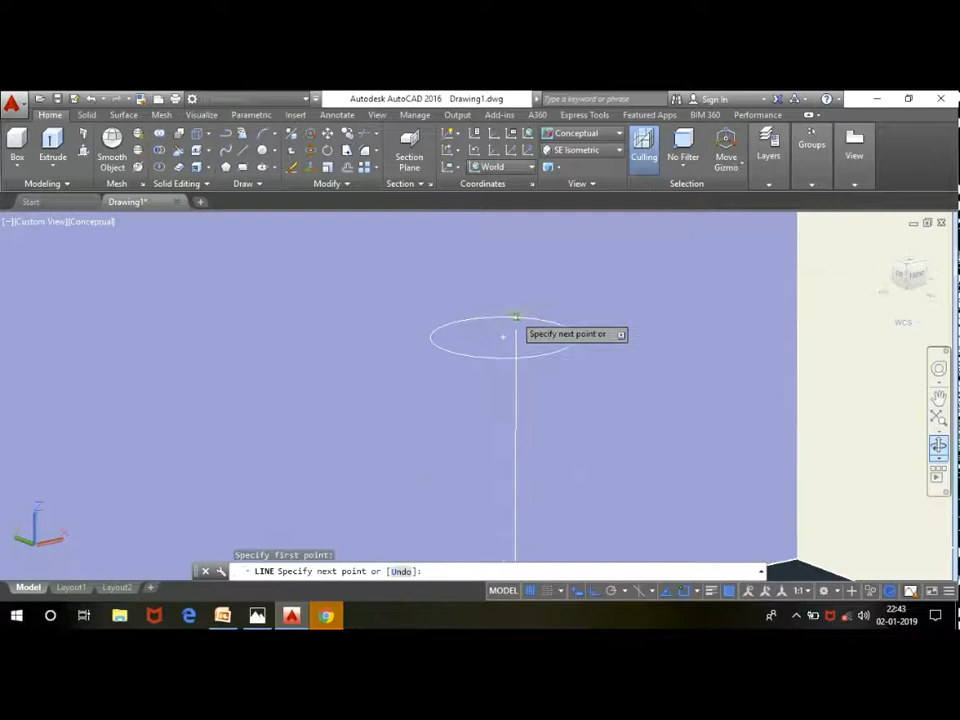 Autodesk AutoCAD 2016 Drawing1.dwg
Type a keyword or phrase
Sign In
Home Solid Surface Mesh Visualize Parametric Insert Annotate View Manage Output Add-ins A360 Express Tools Featured Apps BIM 360 Performance
Conceptual
SE Isometric
World
Box Extrude Smooth Object Section Plane Culling No Filter Move Gizmo Layers Groups View
Modeling Mesh Solid Editing Draw Modify Section Coordinates View Selection
Start Drawing1*
[−][Custom View][Conceptual]
FRONT
WCS
Specify next point or
Z
X
Specify first point:
LINE Specify next point or [Undo]:
Model Layout1 Layout2 +
MODEL 1:1
22:43
02-01-2019